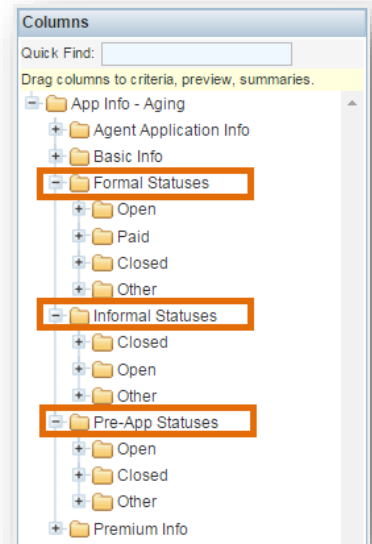 Columns
Quick Find:
Drag columns to criteria, preview, summaries.
App Info - Aging
Agent Application Info
Basic Info
Formal Statuses
Open
Paid
Closed
Other
Informal Statuses
Closed
Open
Other
Pre-App Statuses
Open
Closed
Other
Premium Info